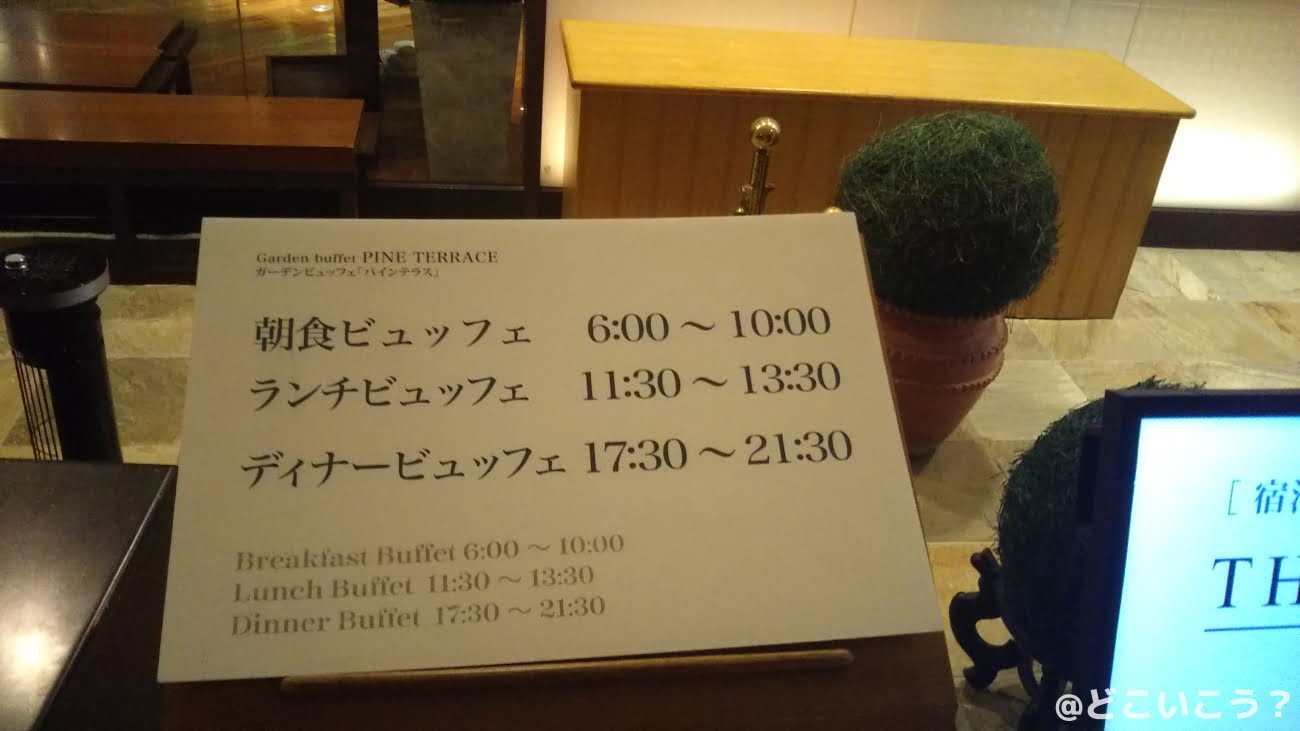 Garden buffet PINE TERRACE
ガーデンビュッフェ「パインテラス」
朝食ビュッフェ 6:00 〜 10:00
ランチビュッフェ 11:30 〜 13:30
ディナービュッフェ 17:30 〜 21:30
Breakfast Buffet 6:00 〜 10:00
Lunch Buffet 11:30 〜 13:30
Dinner Buffet 17:30 〜 21:30
[ 宿
TH
@どこいこう？